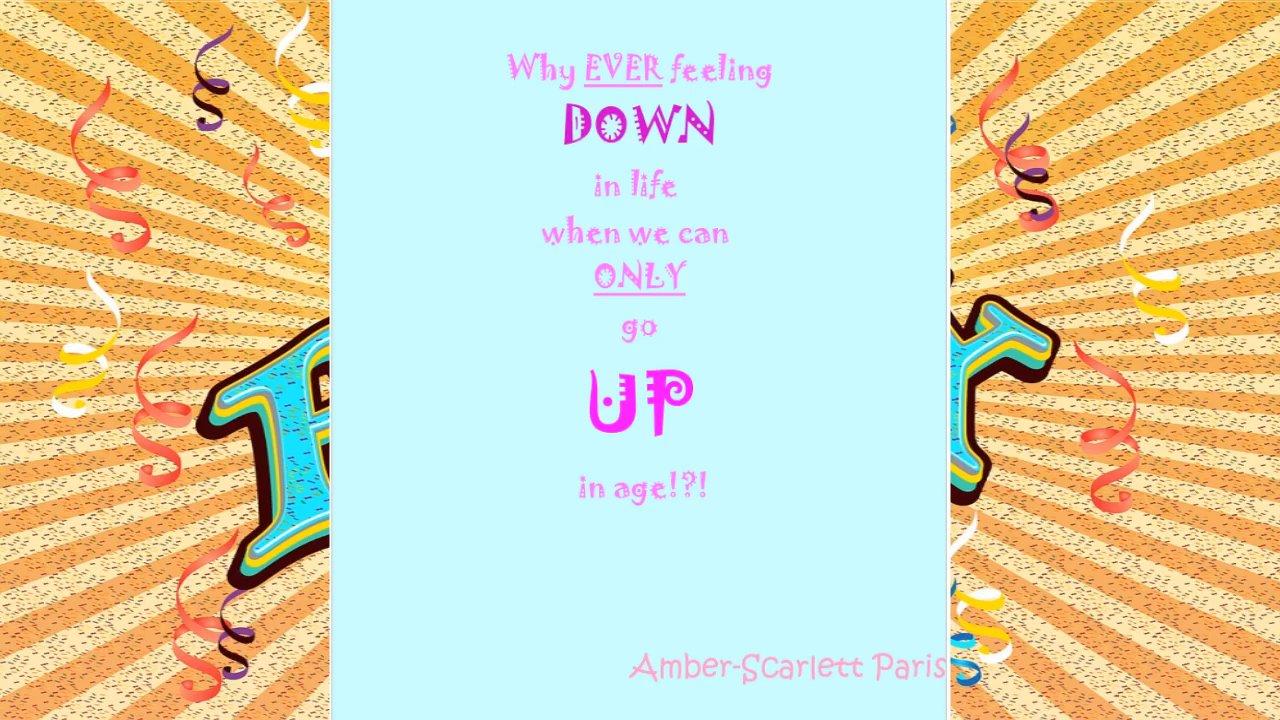 Why EVER feeling
DOWN
in life
when we can
ONLY
go
UP
in age!?!
Amber-Scarlett Paris